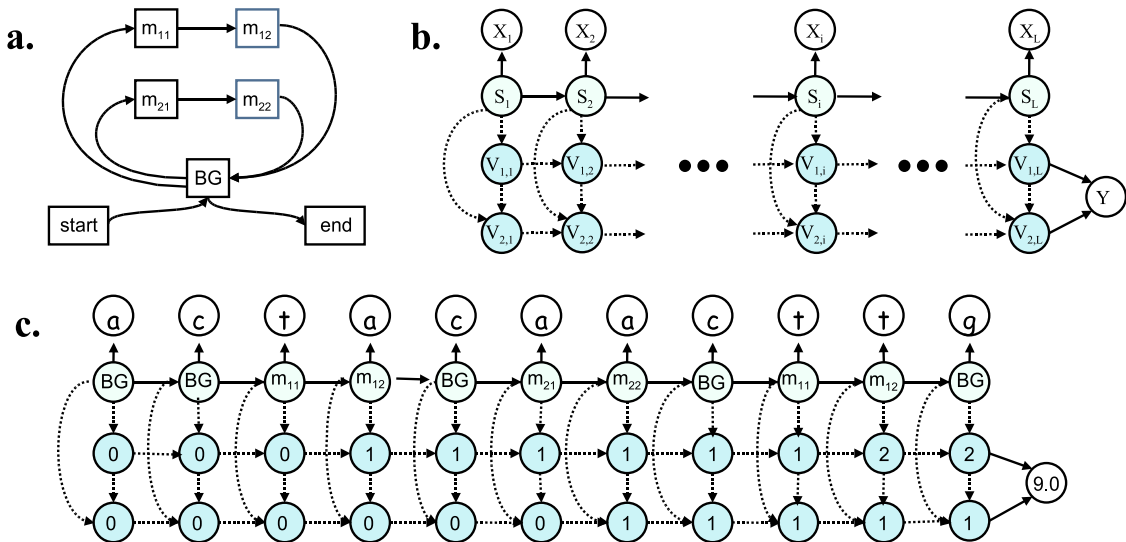 a.
m11 m12
m21 m22
BG
start end
b.
X1 X2 Xi XL
S1 S2 Si SL
V1,1 V1,2 ●●● V1,i ●●● V1,L
Y
V2,1 V2,2 V2,i V2,L
c.
a c t a c a a c t t g
BG BG m11 m12 BG m21 m22 BG m11 m12 BG
0 0 0 1 1 1 1 1 1 2 2
9.0
0 0 0 0 0 0 1 1 1 1 1